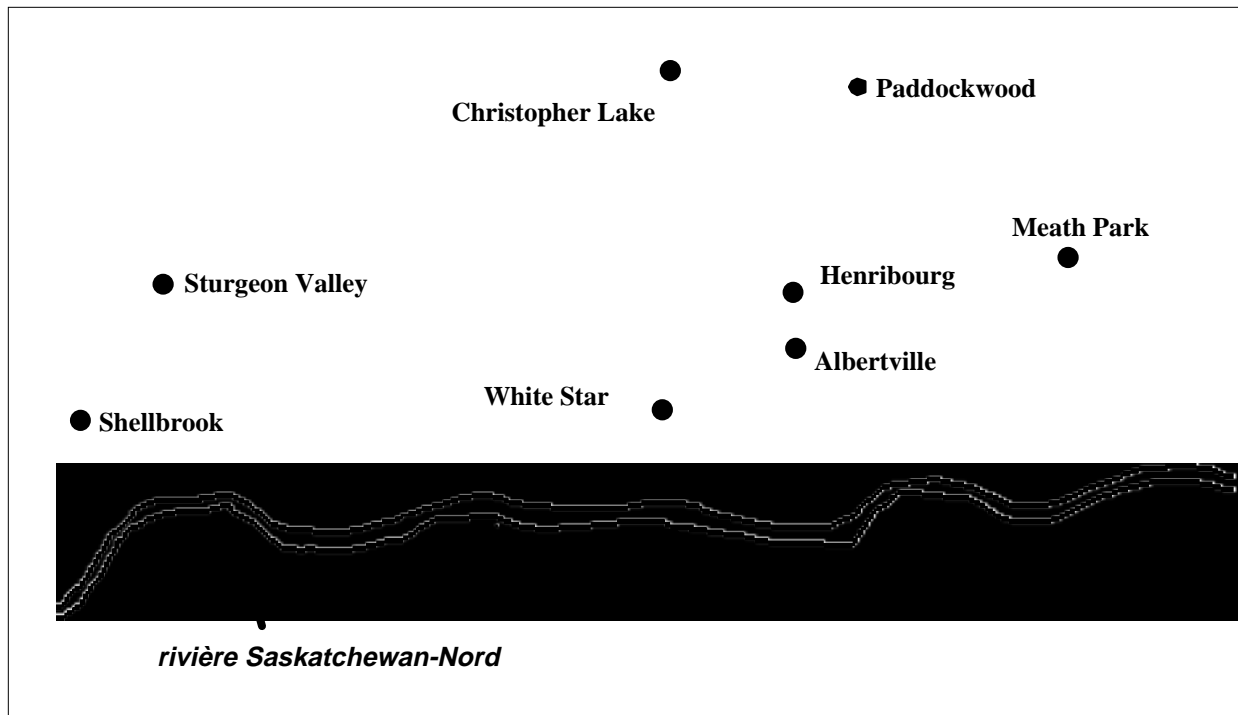 Paddockwood
Christopher Lake
Meath Park
Henribourg
Sturgeon Valley
Albertville
White Star
Shellbrook
rivière Saskatchewan-Nord